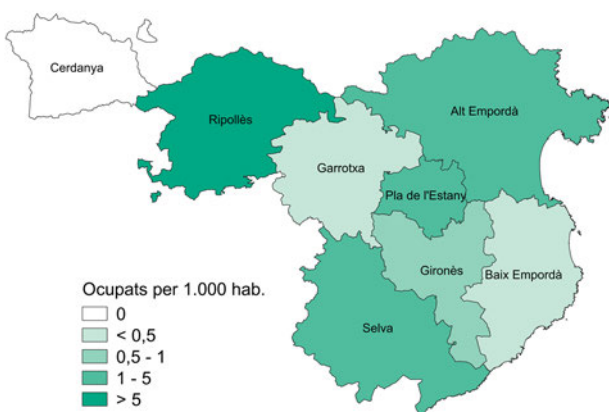 Cerdanya
Ripollès
Alt Empordà
Garrotxa
Pla de l'Estany
Gironès
Baix Empordà
Selva
Ocupats per 1.000 hab.
0
< 0,5
0,5 - 1
1 - 5
> 5